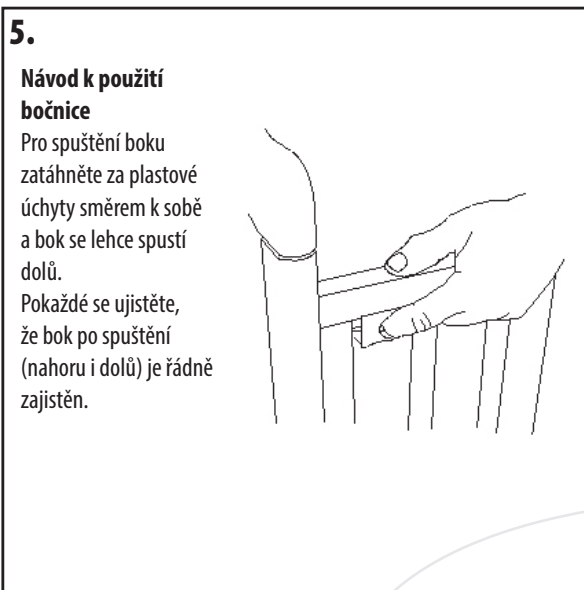 5.
Návod k použití
bočnice
Pro spuštění boku
zatáhněte za plastové
úchyty směrem k sobě
a bok se lehce spustí
dolů.
Pokaždé se ujistěte,
že bok po spuštění
(nahoru i dolů) je řádně
zajistěn.